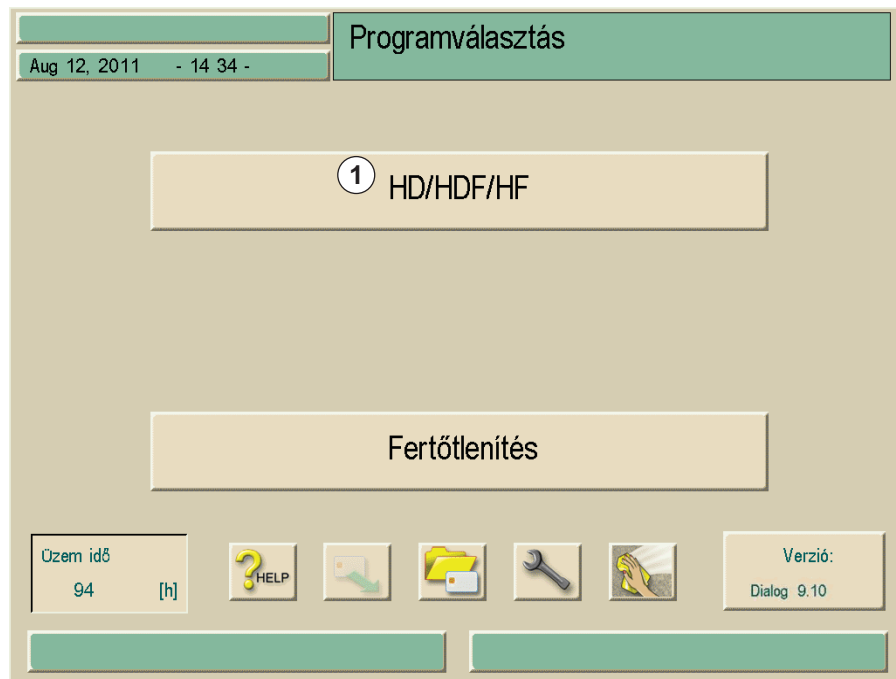 Programválasztás
Aug 12, 2011 - 14 34 -
1 HD/HDF/HF
Fertőtlenítés
Üzem idő
94 [h]
?HELP
Verzió:
Dialog 9.10